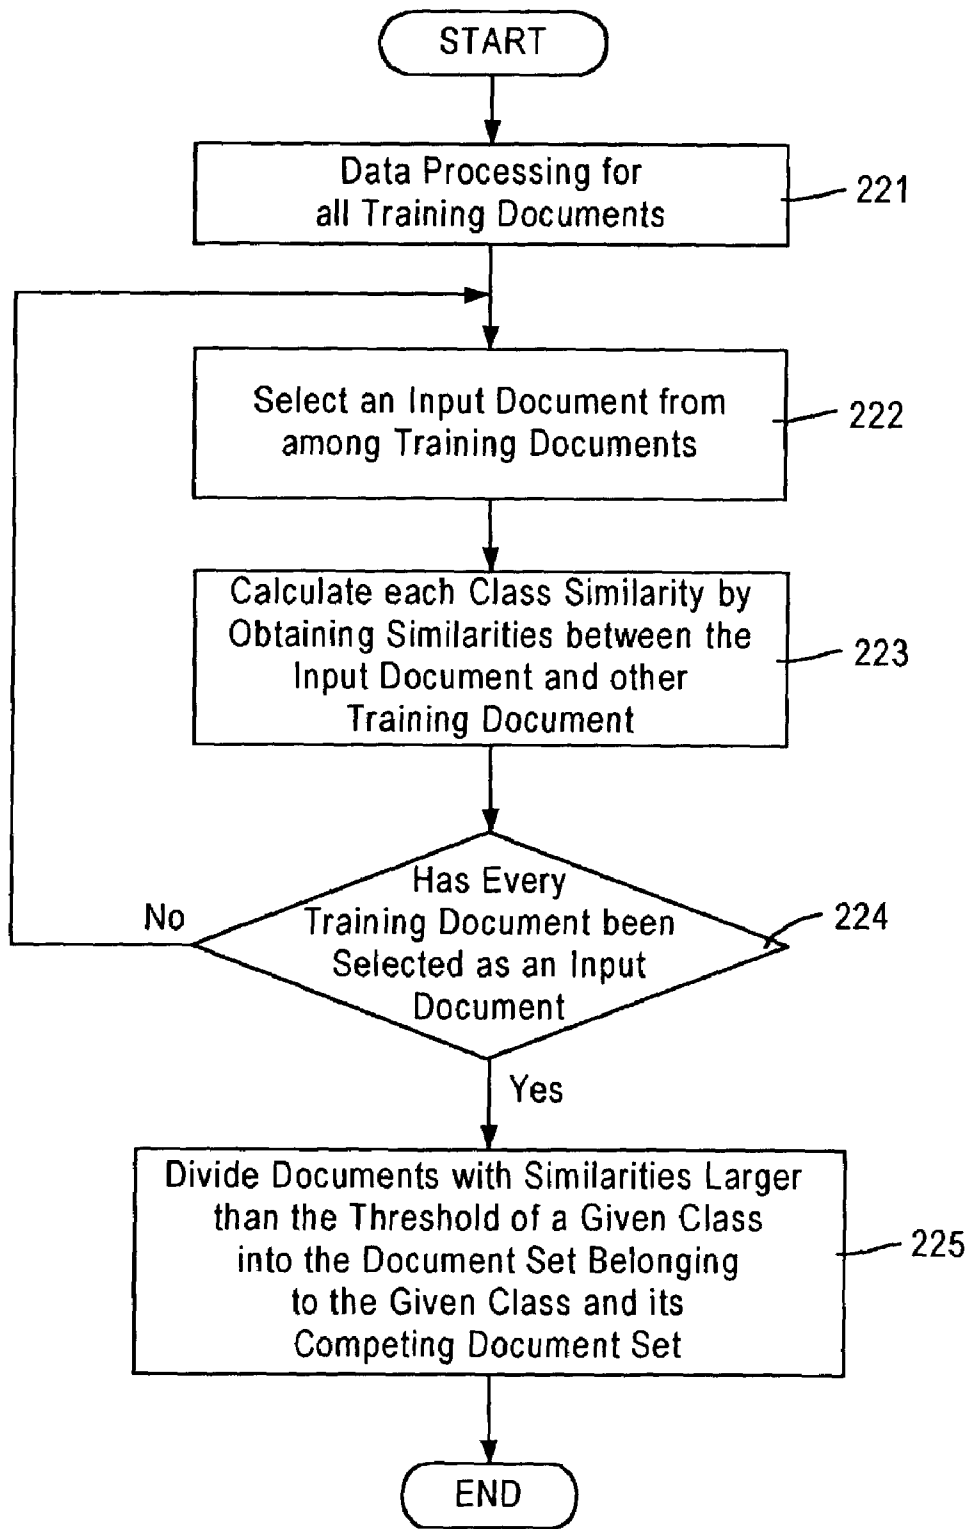 START
Data Processing for
all Training Documents
221
Select an Input Document from
among Training Documents
222
Calculate each Class Similarity by
Obtaining Similarities between the
Input Document and other
Training Document
223
Has Every
Training Document been
Selected as an Input
Document
224
No
Yes
Divide Documents with Similarities Larger
than the Threshold of a Given Class
into the Document Set Belonging
to the Given Class and its
Competing Document Set
225
END